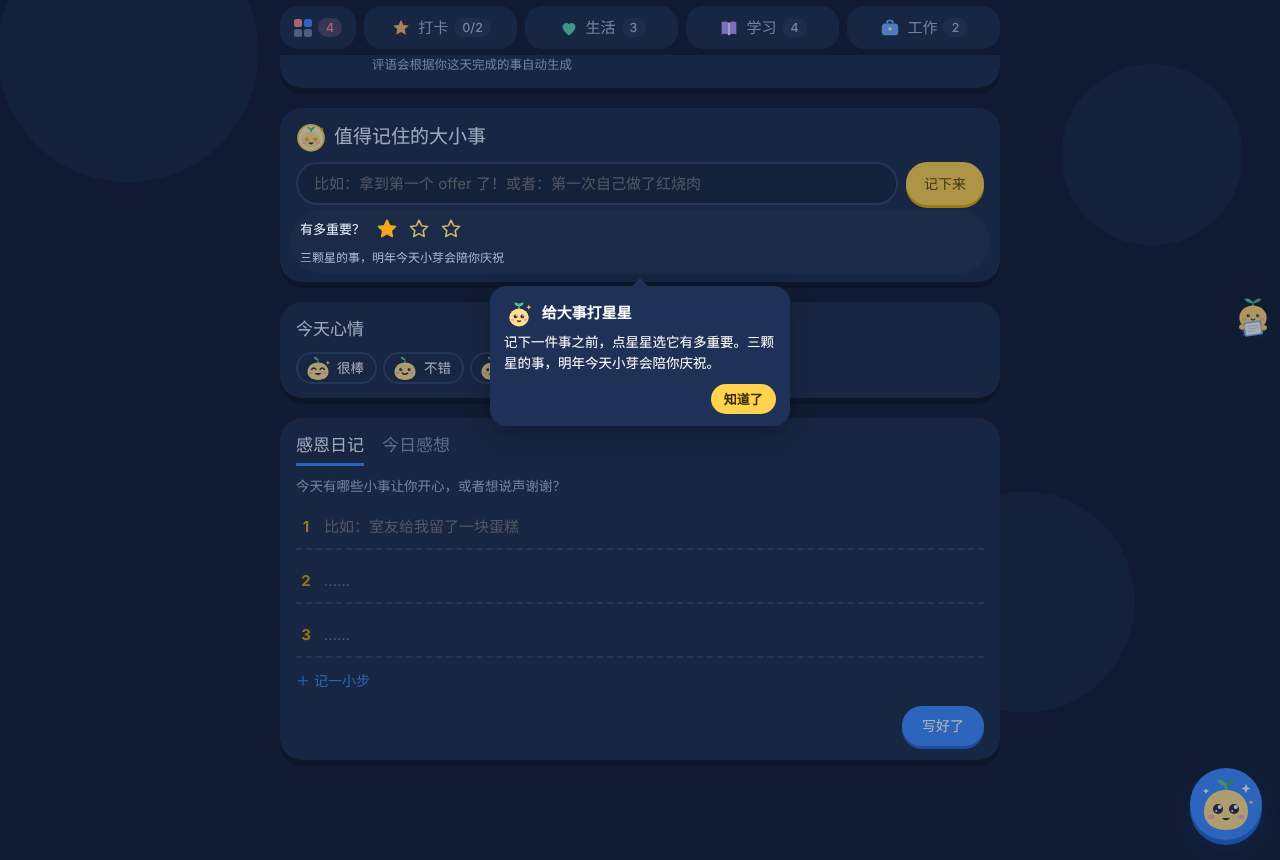 4 打卡 0/2 生活 3 学习 4 工作 2
评语会根据你这天完成的事自动生成
值得记住的大小事
比如：拿到第一个 offer 了！或者：第一次自己做了红烧肉 记下来
有多重要？
三颗星的事，明年今天小芽会陪你庆祝
给大事打星星
记下一件事之前，点星星选它有多重要。三颗
星的事，明年今天小芽会陪你庆祝。
知道了
今天心情
很棒 不错
感恩日记 今日感想
今天有哪些小事让你开心，或者想说声谢谢？
1 比如：室友给我留了一块蛋糕
2 ……
3 ……
＋ 记一小步
写好了